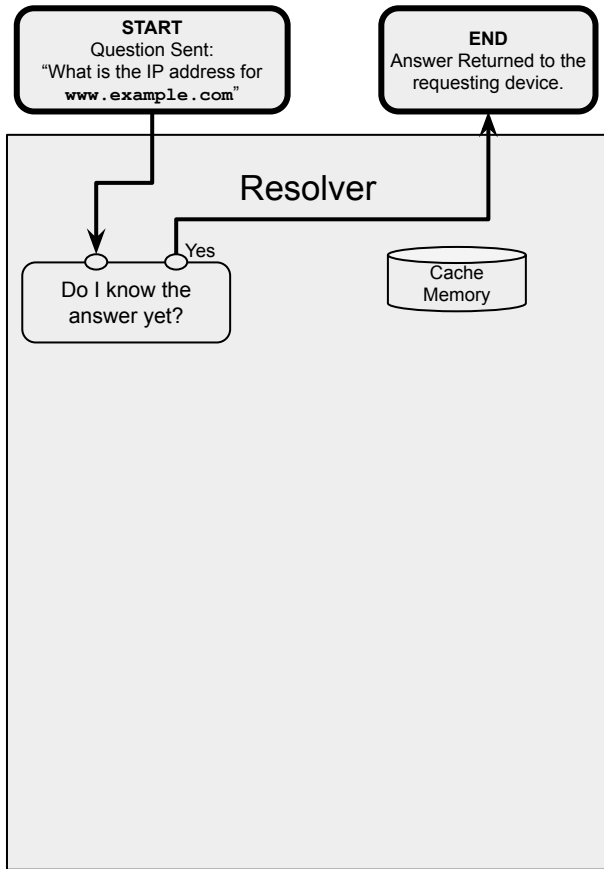 START
Question Sent:
“What is the IP address for
www.example.com”
END
Answer Returned to the
requesting device.
Resolver
Yes
Do I know the
answer yet?
Cache
Memory